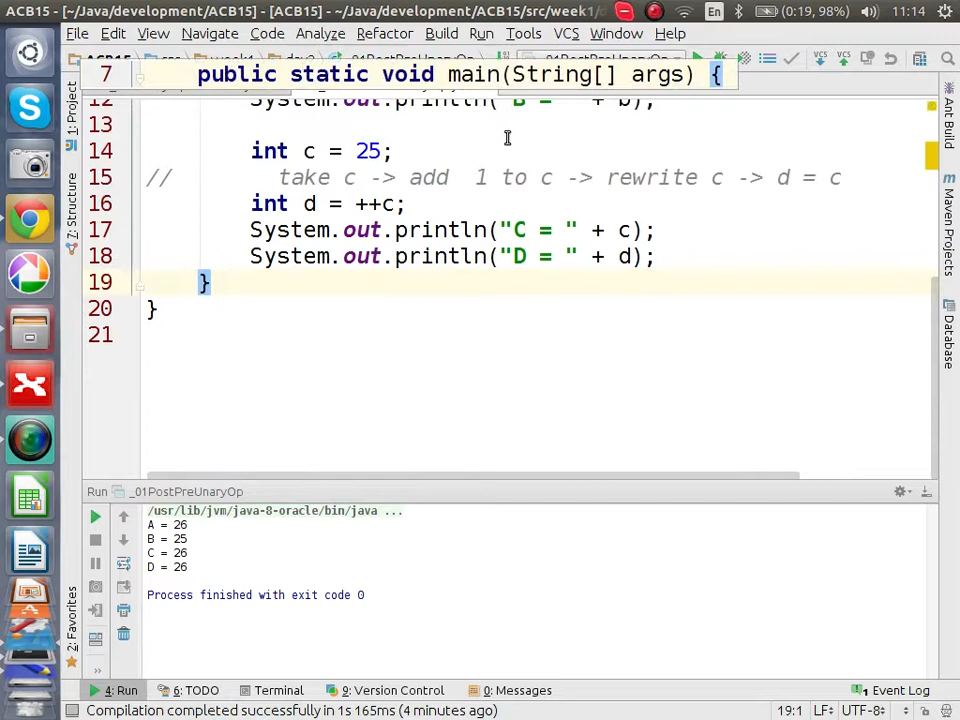 ACB15 - [~/Java/development/ACB15] - [ACB15] - ~/Java/development/ACB15/src/week1/ En (0:19, 98%) 11:14
File Edit View Navigate Code Analyze Refactor Build Run Tools VCS Window Help
7 public static void main(String[] args) {
12 System.out.println("B = " + b);
13
14 int c = 25;
15 // take c -> add 1 to c -> rewrite c -> d = c
16 int d = ++c;
17 System.out.println("C = " + c);
18 System.out.println("D = " + d);
19 }
20 }
21
1: Project
7: Structure
2: Favorites
Ant Build
Maven Projects
Database
Run _01PostPreUnaryOp
/usr/lib/jvm/java-8-oracle/bin/java ...
A = 26
B = 25
C = 26
D = 26
Process finished with exit code 0
4: Run 6: TODO Terminal 9: Version Control 0: Messages 1 Event Log
Compilation completed successfully in 1s 165ms (4 minutes ago) 19:1 LF UTF-8